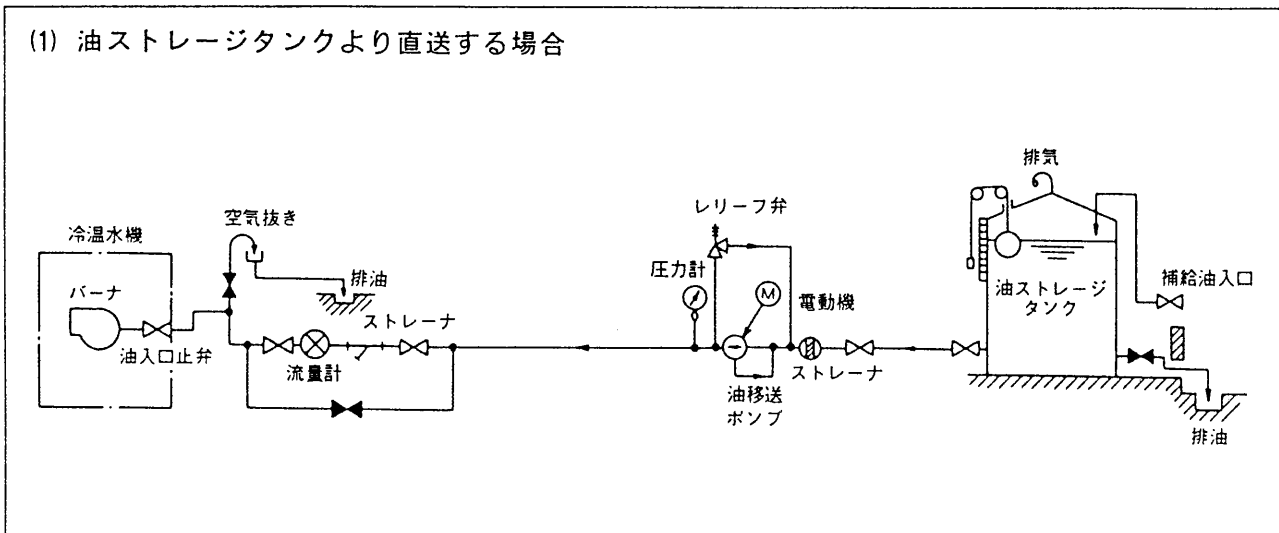 (1) 油ストレージタンクより直送する場合
排気
レリーフ弁
空気抜き
冷温水機
圧力計
M
電動機
補給油入口
バーナ
排油
油ストレージ
タンク
ストレーナ
油入口止弁
流量計
ストレーナ
油移送
ポンプ
排油